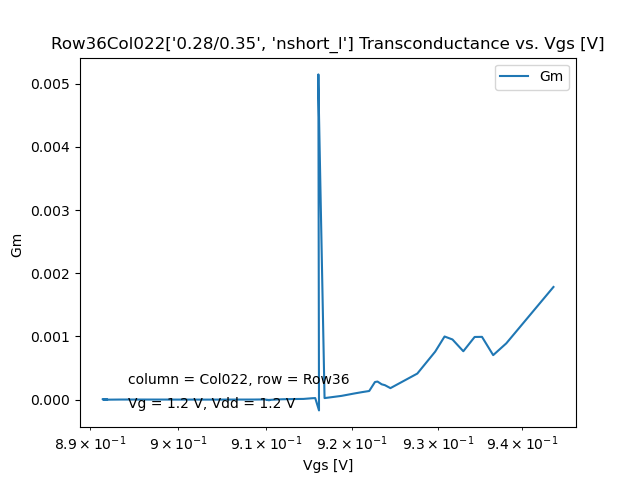 Row36Col022['0.28/0.35', 'nshort_l'] Transconductance vs. Vgs [V]
Gm
0.005
0.004
0.003
0.002
0.001
0.000
Gm
column = Col022, row = Row36
Vg = 1.2 V, Vdd = 1.2 V
8.9 × 10⁻¹ 9 × 10⁻¹ 9.1 × 10⁻¹ 9.2 × 10⁻¹ 9.3 × 10⁻¹ 9.4 × 10⁻¹
Vgs [V]